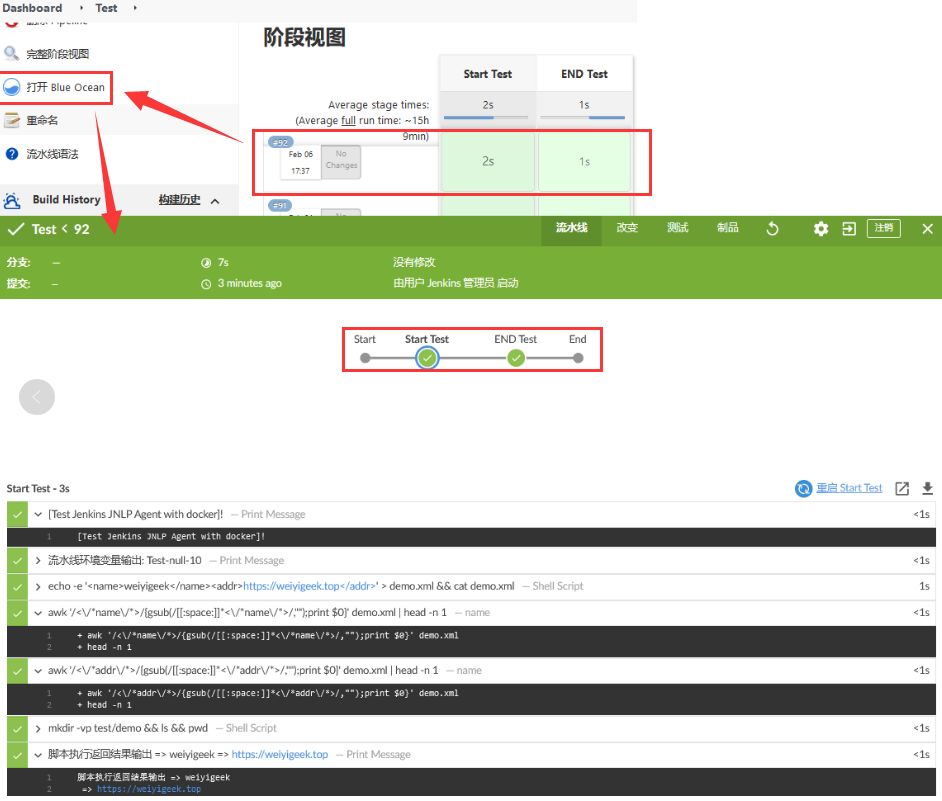 Dashboard
Test
完整阶段视图
打开 Blue Ocean
重命名
流水线语法
Build History
构建历史
阶段视图
Start Test
END Test
Average stage times:
(Average full run time: ~15h
9min)
2s
1s
#92
Feb 06
17:37
No
Changes
2s
1s
#91
Test < 92
流水线
改变
测试
制品
注销
分支: —
7s
没有修改
提交: –
3 minutes ago
由用户 Jenkins 管理员 启动
Start
Start Test
END Test
End
Start Test - 3s
重启 Start Test
[Test Jenkins JNLP Agent with docker]! — Print Message
<1s
1 [Test Jenkins JNLP Agent with docker]!
流水线环境变量输出: Test-null-10 — Print Message
<1s
echo -e '<name>weiyigeek</name><addr>https://weiyigeek.top</addr>' > demo.xml && cat demo.xml — Shell Script
1s
awk '/<\/*name\/*>/{gsub(/[[:space:]]*<\/*name\/*>/,"");print $0}' demo.xml | head -n 1 — name
<1s
1 + awk '/<\/*name\/*>/{gsub(/[[:space:]]*<\/*name\/*>/,"");print $0}' demo.xml
2 + head -n 1
awk '/<\/*addr\/*>/{gsub(/[[:space:]]*<\/*addr\/*>/,"");print $0}' demo.xml | head -n 1 — name
<1s
1 + awk '/<\/*addr\/*>/{gsub(/[[:space:]]*<\/*addr\/*>/,"");print $0}' demo.xml
2 + head -n 1
mkdir -vp test/demo && ls && pwd — Shell Script
<1s
脚本执行返回结果输出 => weiyigeek => https://weiyigeek.top — Print Message
<1s
1 脚本执行返回结果输出 => weiyigeek
2 => https://weiyigeek.top